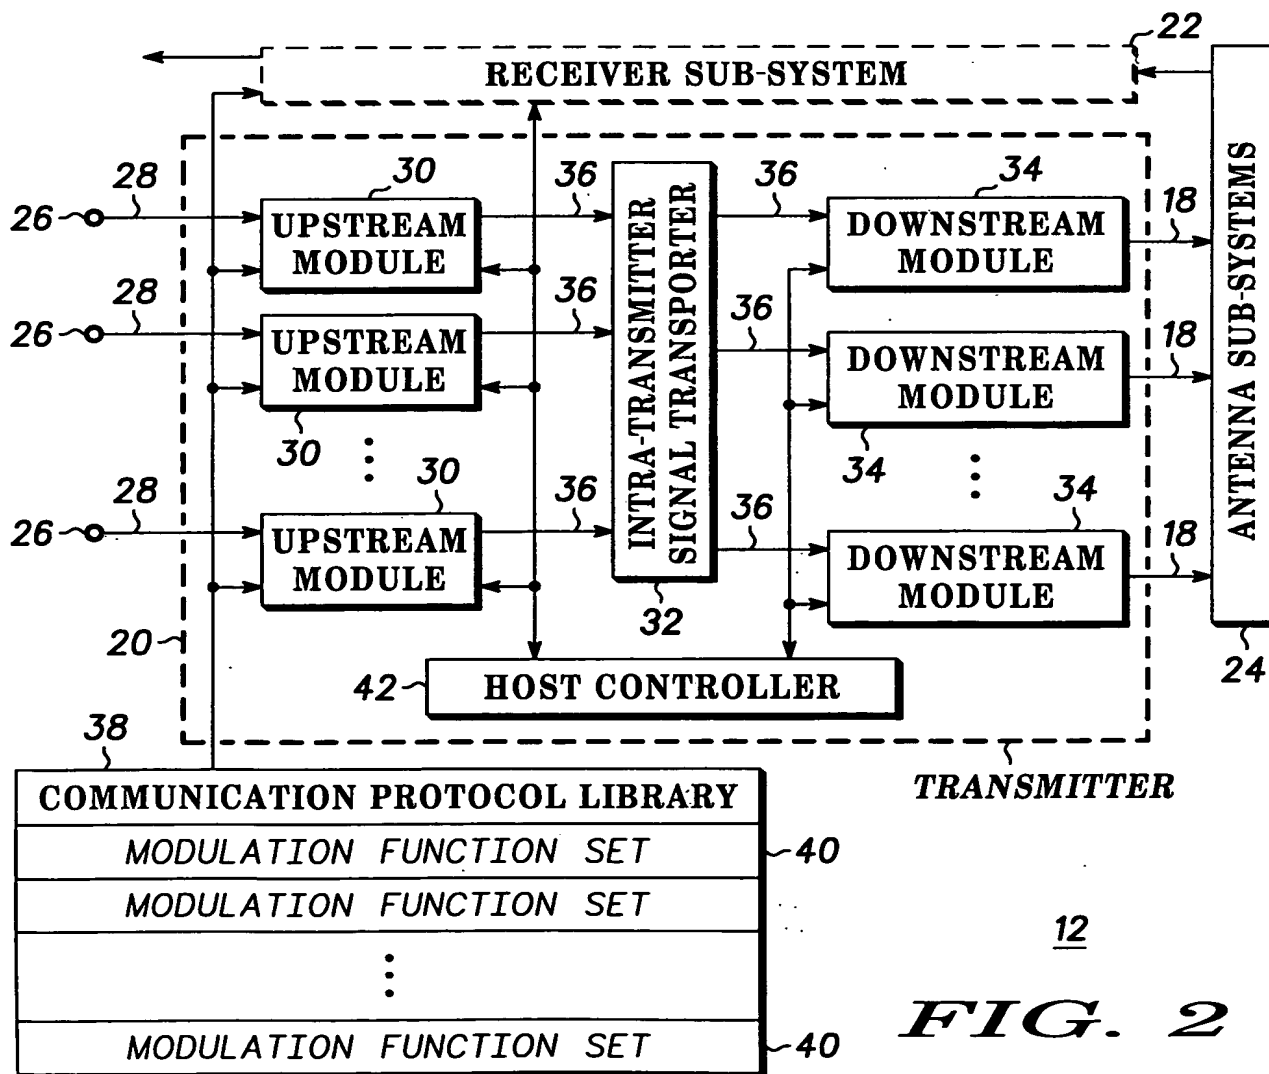 22
RECEIVER SUB-SYSTEM
28
30
36
36
34
18
26
UPSTREAM
MODULE
DOWNSTREAM
MODULE
28
36
36
18
26
UPSTREAM
MODULE
DOWNSTREAM
MODULE
30
34
INTRA-TRANSMITTER
SIGNAL TRANSPORTER
ANTENNA SUB-SYSTEMS
28
30
36
36
34
18
26
UPSTREAM
MODULE
DOWNSTREAM
MODULE
20
32
24
42
HOST CONTROLLER
38
TRANSMITTER
COMMUNICATION PROTOCOL LIBRARY
MODULATION FUNCTION SET
40
MODULATION FUNCTION SET
12
MODULATION FUNCTION SET
40
FIG. 2